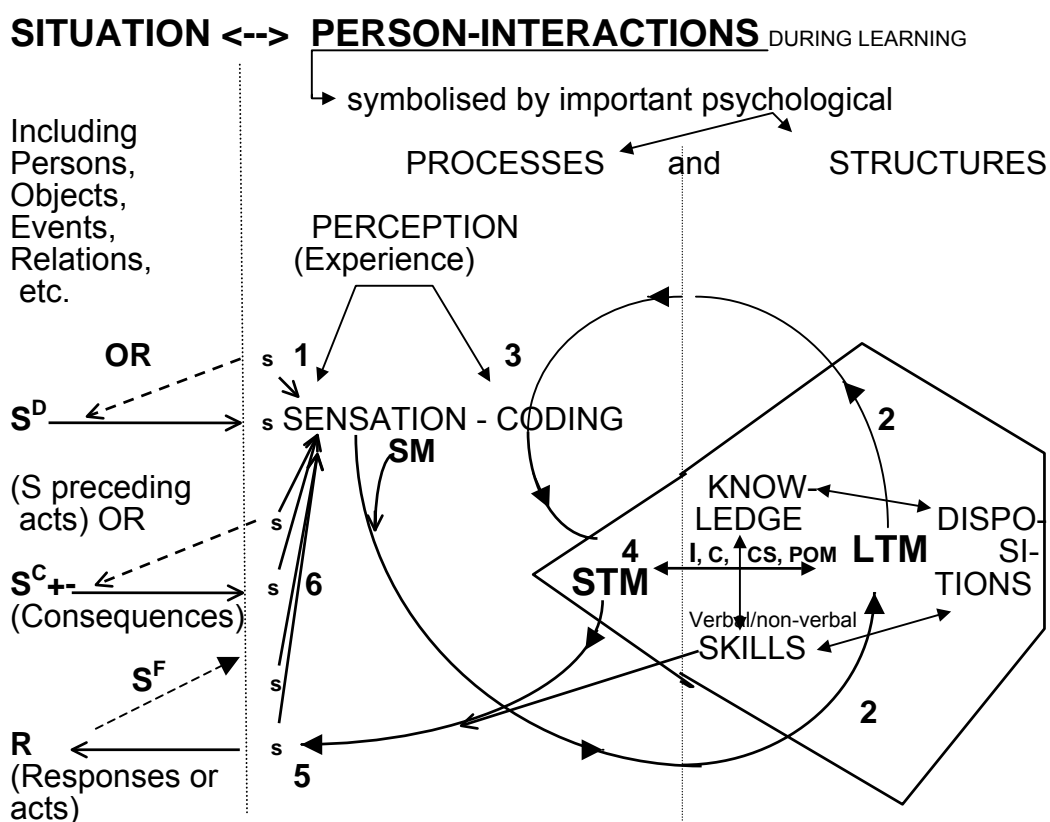 SITUATION <--> PERSON-INTERACTIONS DURING LEARNING
symbolised by important psychological
Including
Persons,
Objects,
Events,
Relations,
etc.
PROCESSES and STRUCTURES
PERCEPTION
(Experience)
OR s 1 3
S^D s SENSATION - CODING 2
SM
(S preceding
acts) OR s
KNOW-
LEDGE
DISPO-
SI-
TIONS
4 I, C, CS, POM LTM
STM
S^C+- s 6
(Consequences)
Verbal/non-verbal
SKILLS
S^F s
2
R s
(Responses or 5
acts)